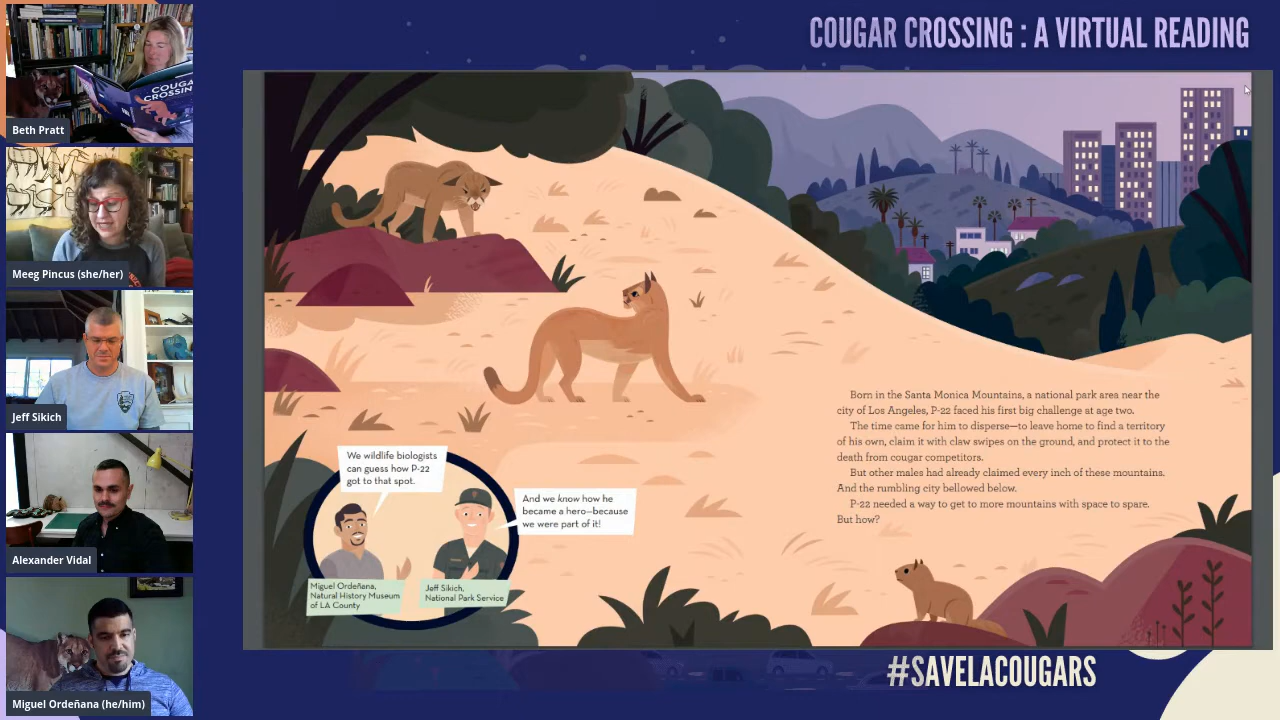 COUGAR CROSSING : A VIRTUAL READING
COUGAR
CROSSING
Beth Pratt
Meeg Pincus (she/her)
Jeff Sikich
Alexander Vidal
Miguel Ordeñana (he/him)
Born in the Santa Monica Mountains, a national park area near the
city of Los Angeles, P-22 faced his first big challenge at age two.
The time came for him to disperse—to leave home to find a territory
of his own, claim it with claw swipes on the ground, and protect it to the
death from cougar competitors.
But other males had already claimed every inch of these mountains.
And the rumbling city bellowed below.
P-22 needed a way to get to more mountains with space to spare.
But how?
We wildlife biologists
can guess how P-22
got to that spot.
And we know how he
became a hero—because
we were part of it!
Miguel Ordeñana,
Natural History Museum
of LA County
Jeff Sikich,
National Park Service
#SAVELACOUGARS